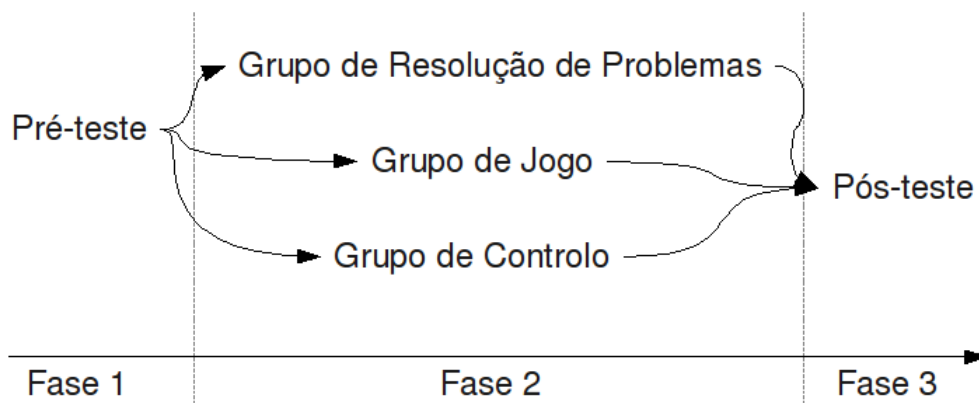 Grupo de Resolução de Problemas
Pré-teste
Grupo de Jogo
Pós-teste
Grupo de Controlo
Fase 1
Fase 2
Fase 3